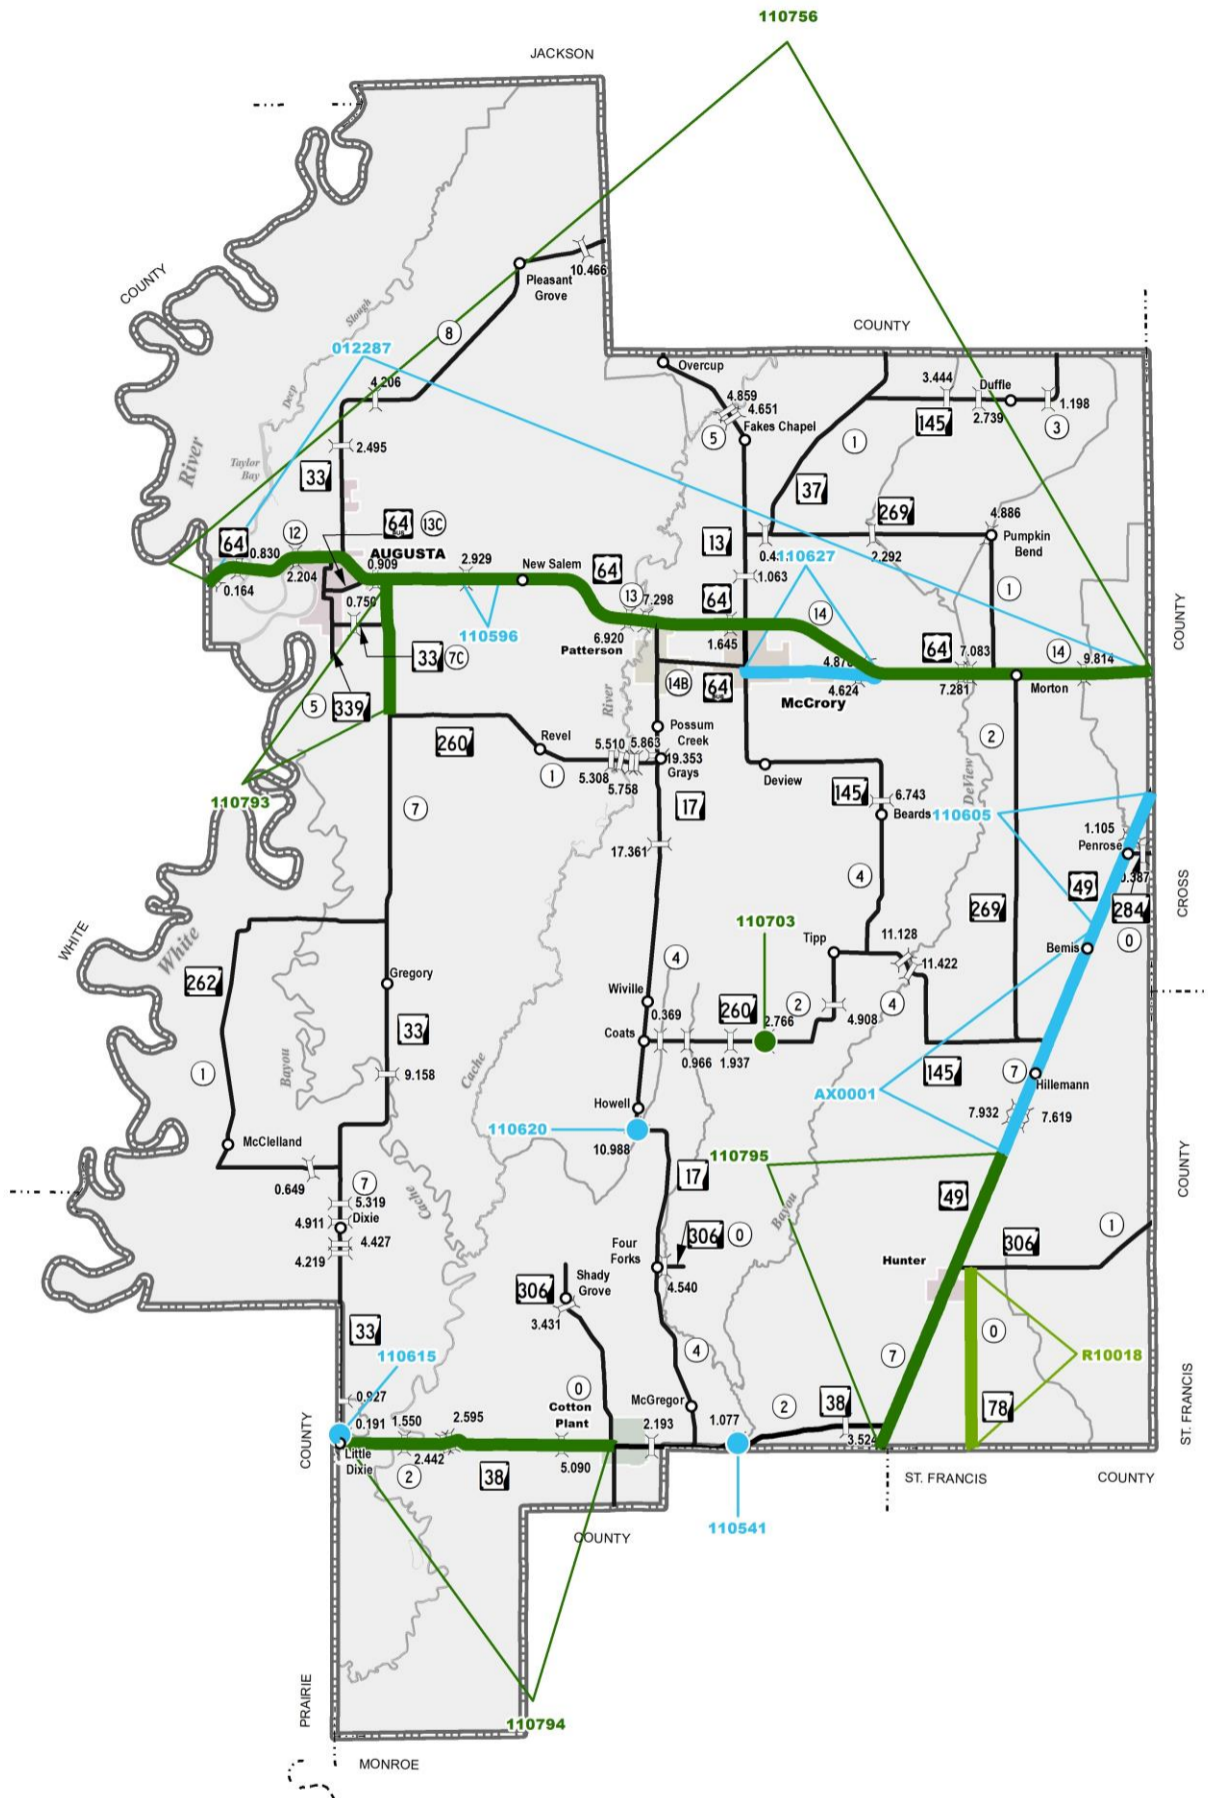 110756
JACKSON
COUNTY
10.466
Pleasant
Grove
Slough
8
012287
COUNTY
Overcup
3.444
Duffle
4.206
Deep
4.859
4.651
145
2.739
1.198
3
5
Fakes Chapel
1
River
2.495
Taylor
Bay
33
37
269
4.886
64
13C
Pumpkin
Bend
13
64
12
0.830
AUGUSTA
2.929
2.292
110627
0.909
New Salem
64
1.063
0.164
2.204
0.750
13
7.298
64
14
1
COUNTY
110596
6.920
Patterson
1.645
33
7C
4.870
64
7.083
14
9.814
14B
64
4.624
7.281
Morton
McCrory
5
339
River
260
Revel
Possum
Creek
2
5.510
5.863
19.353
1
5.308
Grays
5.758
Deview
DeView
110793
145
6.743
7
17
Beards
110605
1.105
Penrose
17.361
0.387
4
49
CROSS
269
284
110703
0
WHITE
White
Tipp
11.128
Bemis
4
11.422
262
Gregory
Wiville
0.369
260
2
4
Coats
2.766
4.908
33
0.966
1.937
Bayou
Cache
145
7
Hillemann
1
9.158
AX0001
Howell
7.932
7.619
110620
McClelland
10.988
110795
COUNTY
0.649
7
17
5.319
Cache
49
4.911
Dixie
Bayou
1
4.427
306
0
4.219
Four
Forks
306
Hunter
Shady
Grove
4.540
306
3.431
33
0
110615
4
7
R10018
0.927
0
McGregor
2
38
78
ST. FRANCIS
0.191
1.550
2.595
Cotton
Plant
2.193
1.077
COUNTY
Little
Dixie
2.442
3.524
2
38
5.090
ST. FRANCIS
COUNTY
110541
COUNTY
PRAIRIE
110794
MONROE